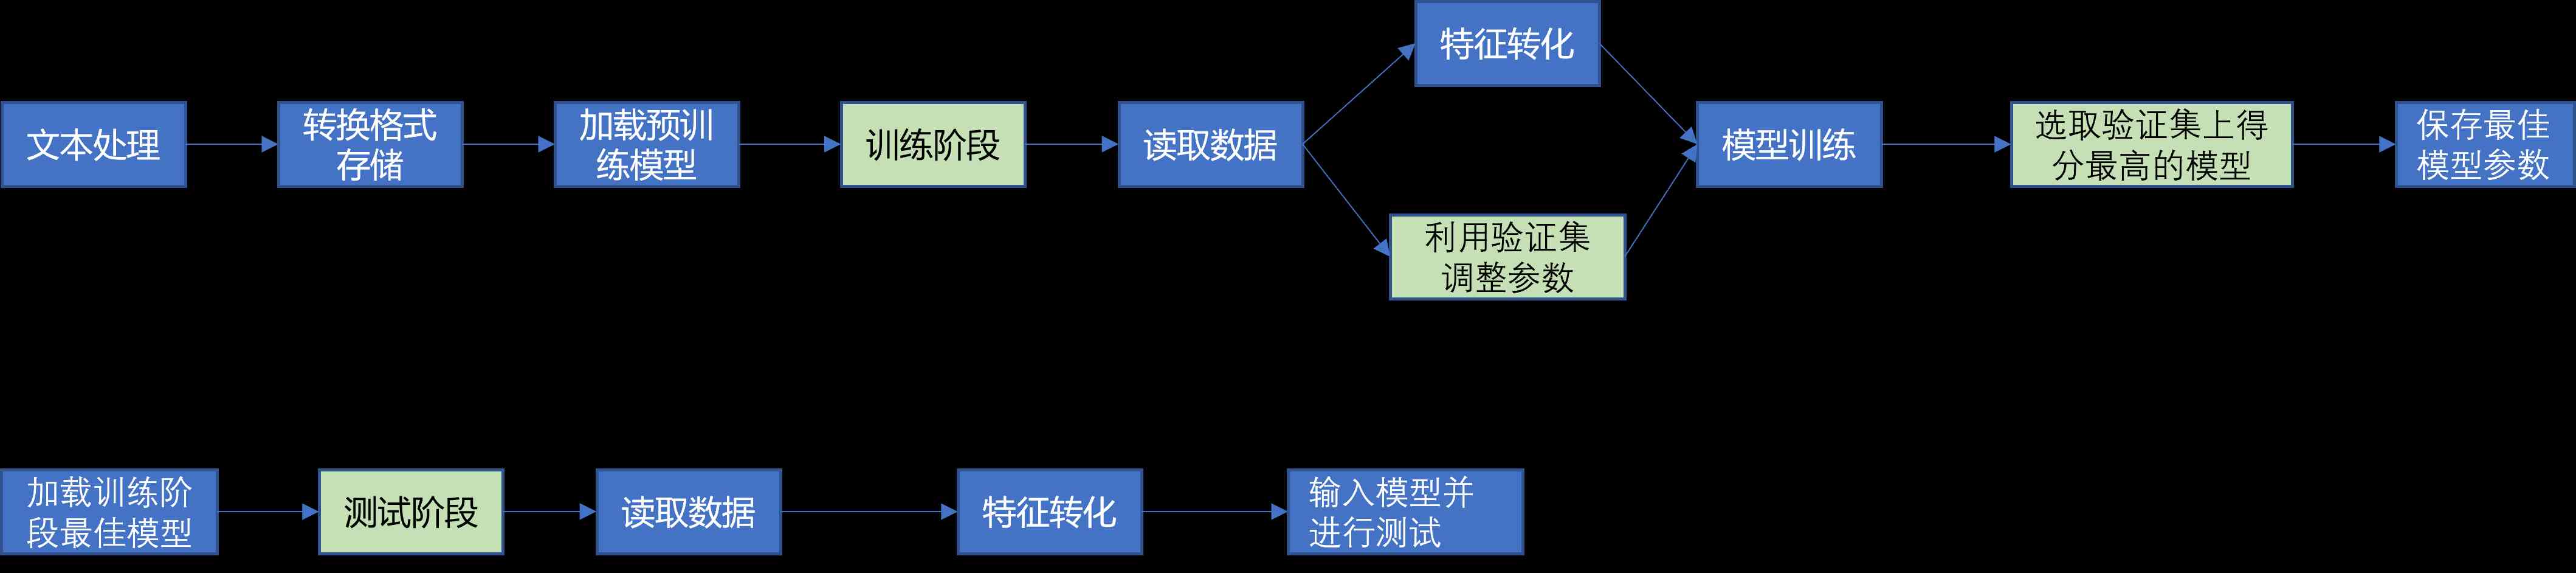 文本处理
转换格式
存储
加载预训
练模型
训练阶段
读取数据
特征转化
利用验证集
调整参数
模型训练
选取验证集上得
分最高的模型
保存最佳
模型参数
加载训练阶
段最佳模型
测试阶段
读取数据
特征转化
输入模型并
进行测试